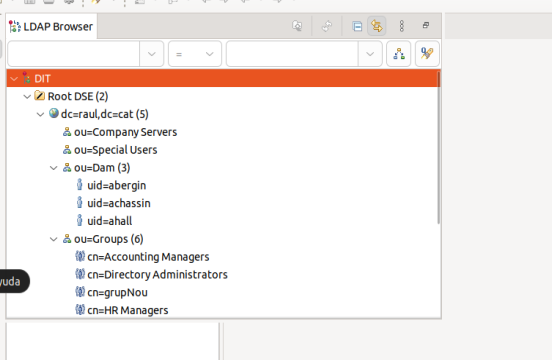 LDAP Browser
=
DIT
Root DSE (2)
dc=raul,dc=cat (5)
ou=Company Servers
ou=Special Users
ou=Dam (3)
uid=abergin
uid=achassin
uid=ahall
ou=Groups (6)
cn=Accounting Managers
yuda
cn=Directory Administrators
cn=grupNou
cn=HR Managers